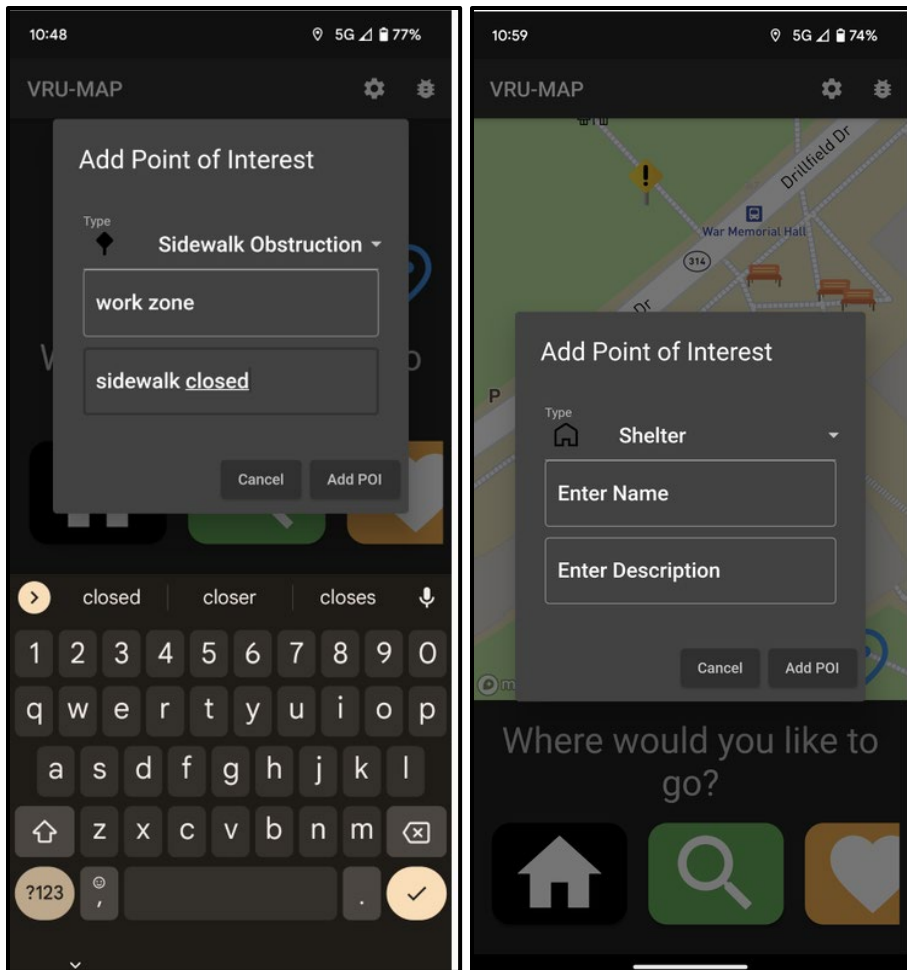 10:48
5G 77%
VRU-MAP
Add Point of Interest
Type
Sidewalk Obstruction
work zone
sidewalk closed
Cancel Add POI
closed closer closes
1 2 3 4 5 6 7 8 9 0
q w e r t y u i o p
a s d f g h j k l
z x c v b n m
?123 , .
10:59
5G 74%
VRU-MAP
Drillfield Dr
War Memorial Hall
314
Dr
P
Add Point of Interest
Type
Shelter
Enter Name
Enter Description
Cancel Add POI
m
Where would you like to
go?